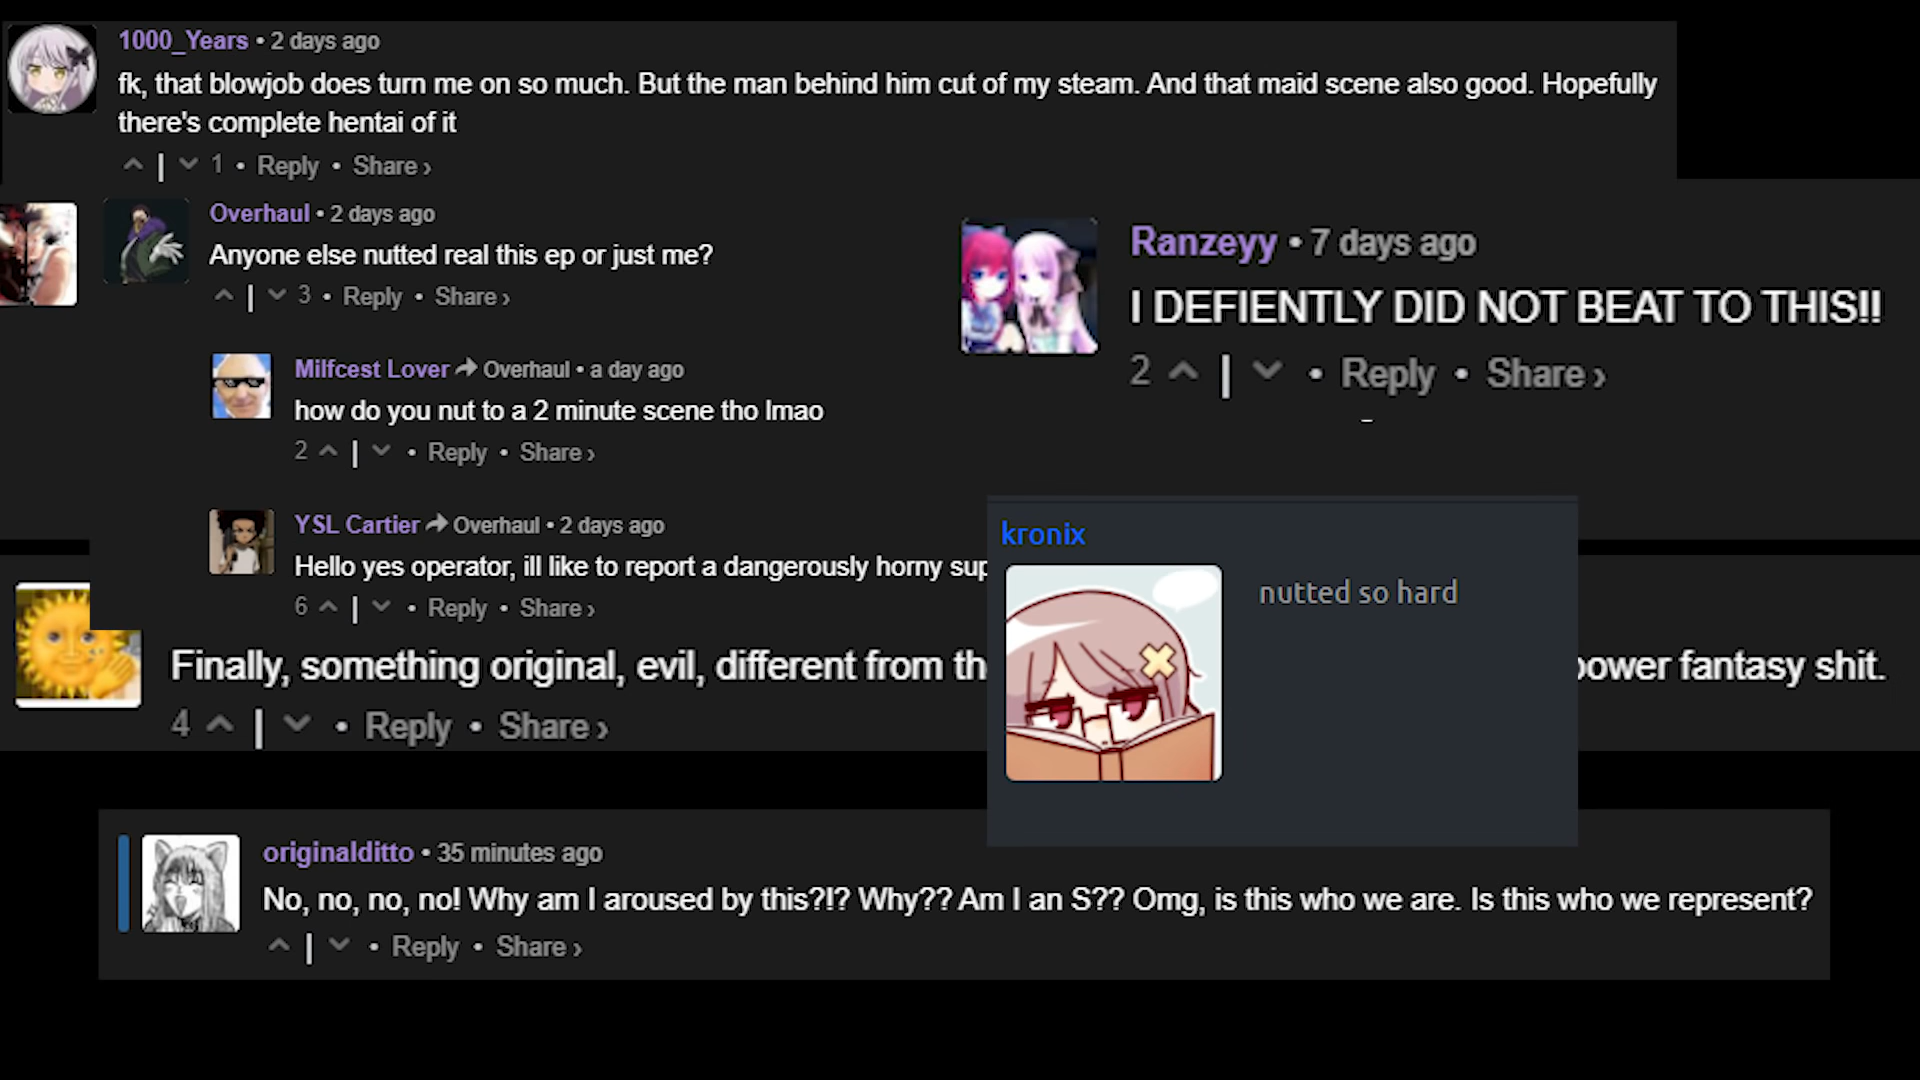 1000_Years • 2 days ago
fk, that blowjob does turn me on so much. But the man behind him cut of my steam. And that maid scene also good. Hopefully
there's complete hentai of it
1 • Reply • Share ›
Overhaul • 2 days ago
Anyone else nutted real this ep or just me?
3 • Reply • Share ›
Ranzeyy • 7 days ago
I DEFIENTLY DID NOT BEAT TO THIS!!
2 • Reply • Share ›
Milfcest Lover Overhaul • a day ago
how do you nut to a 2 minute scene tho lmao
2 • Reply • Share ›
YSL Cartier Overhaul • 2 days ago
Hello yes operator, ill like to report a dangerously horny sup
6 • Reply • Share ›
kronix
nutted so hard
Finally, something original, evil, different from th power fantasy shit.
4 • Reply • Share ›
originalditto • 35 minutes ago
No, no, no, no! Why am I aroused by this?!? Why?? Am I an S?? Omg, is this who we are. Is this who we represent?
• Reply • Share ›